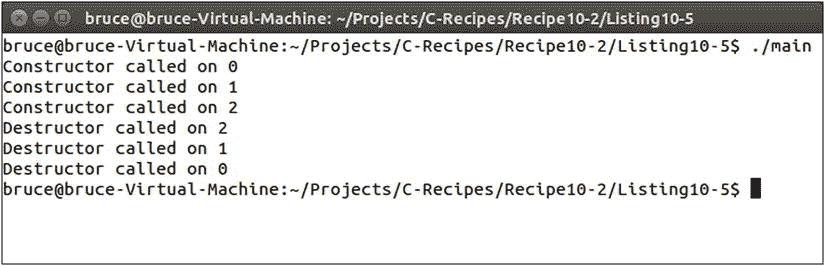 bruce@bruce-Virtual-Machine: ~/Projects/C-Recipes/Recipe10-2/Listing10-5
bruce@bruce-Virtual-Machine:~/Projects/C-Recipes/Recipe10-2/Listing10-5$ ./main
Constructor called on 0
Constructor called on 1
Constructor called on 2
Destructor called on 2
Destructor called on 1
Destructor called on 0
bruce@bruce-Virtual-Machine:~/Projects/C-Recipes/Recipe10-2/Listing10-5$